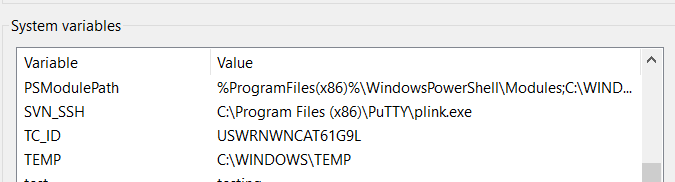 System variables
Variable Value
PSModulePath %ProgramFiles(x86)%\WindowsPowerShell\Modules;C:\WIND...
SVN_SSH C:\Program Files (x86)\PuTTY\plink.exe
TC_ID USWRNWNCAT61G9L
TEMP C:\WINDOWS\TEMP
test testing